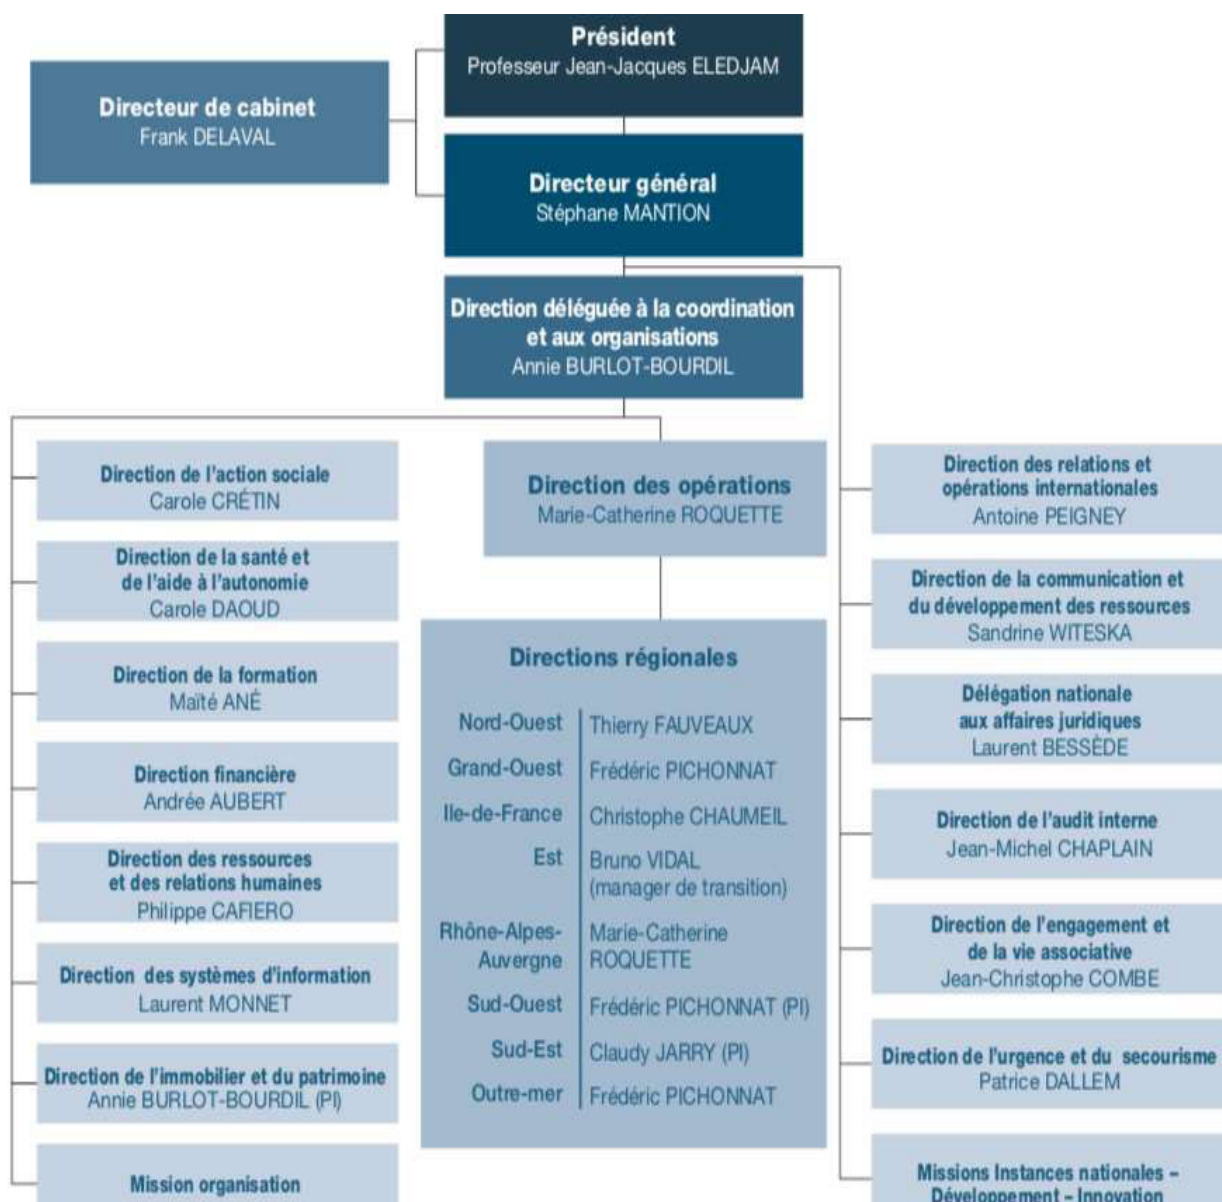 Président
Professeur Jean-Jacques ELEDJAM
Directeur de cabinet
Frank DELAVAL
Directeur général
Stéphane MANTION
Direction déléguée à la coordination
et aux organisations
Annie BURLOT-BOURDIL
Direction de l'action sociale
Carole CRÉTIN
Direction de la santé et
de l'aide à l'autonomie
Carole DAOUD
Direction de la formation
Maïté ANÉ
Direction financière
Andrée AUBERT
Direction des ressources
et des relations humaines
Philippe CAFIERO
Direction des systèmes d'information
Laurent MONNET
Direction de l'immobilier et du patrimoine
Annie BURLOT-BOURDIL (PI)
Mission organisation
Direction des opérations
Marie-Catherine ROQUETTE
Directions régionales
Nord-Ouest Thierry FAUVEAUX
Grand-Ouest Frédéric PICHONNAT
Ile-de-France Christophe CHAUMEIL
Est Bruno VIDAL
(manager de transition)
Rhône-Alpes- Marie-Catherine
Auvergne ROQUETTE
Sud-Ouest Frédéric PICHONNAT (PI)
Sud-Est Claudy JARRY (PI)
Outre-mer Frédéric PICHONNAT
Direction des relations et
opérations internationales
Antoine PEIGNEY
Direction de la communication et
du développement des ressources
Sandrine WITESKA
Délégation nationale
aux affaires juridiques
Laurent BESSÈDE
Direction de l'audit interne
Jean-Michel CHAPLAIN
Direction de l'engagement et
de la vie associative
Jean-Christophe COMBE
Direction de l'urgence et du secourisme
Patrice DALLEM
Missions Instances nationales –
Développement – Innovation